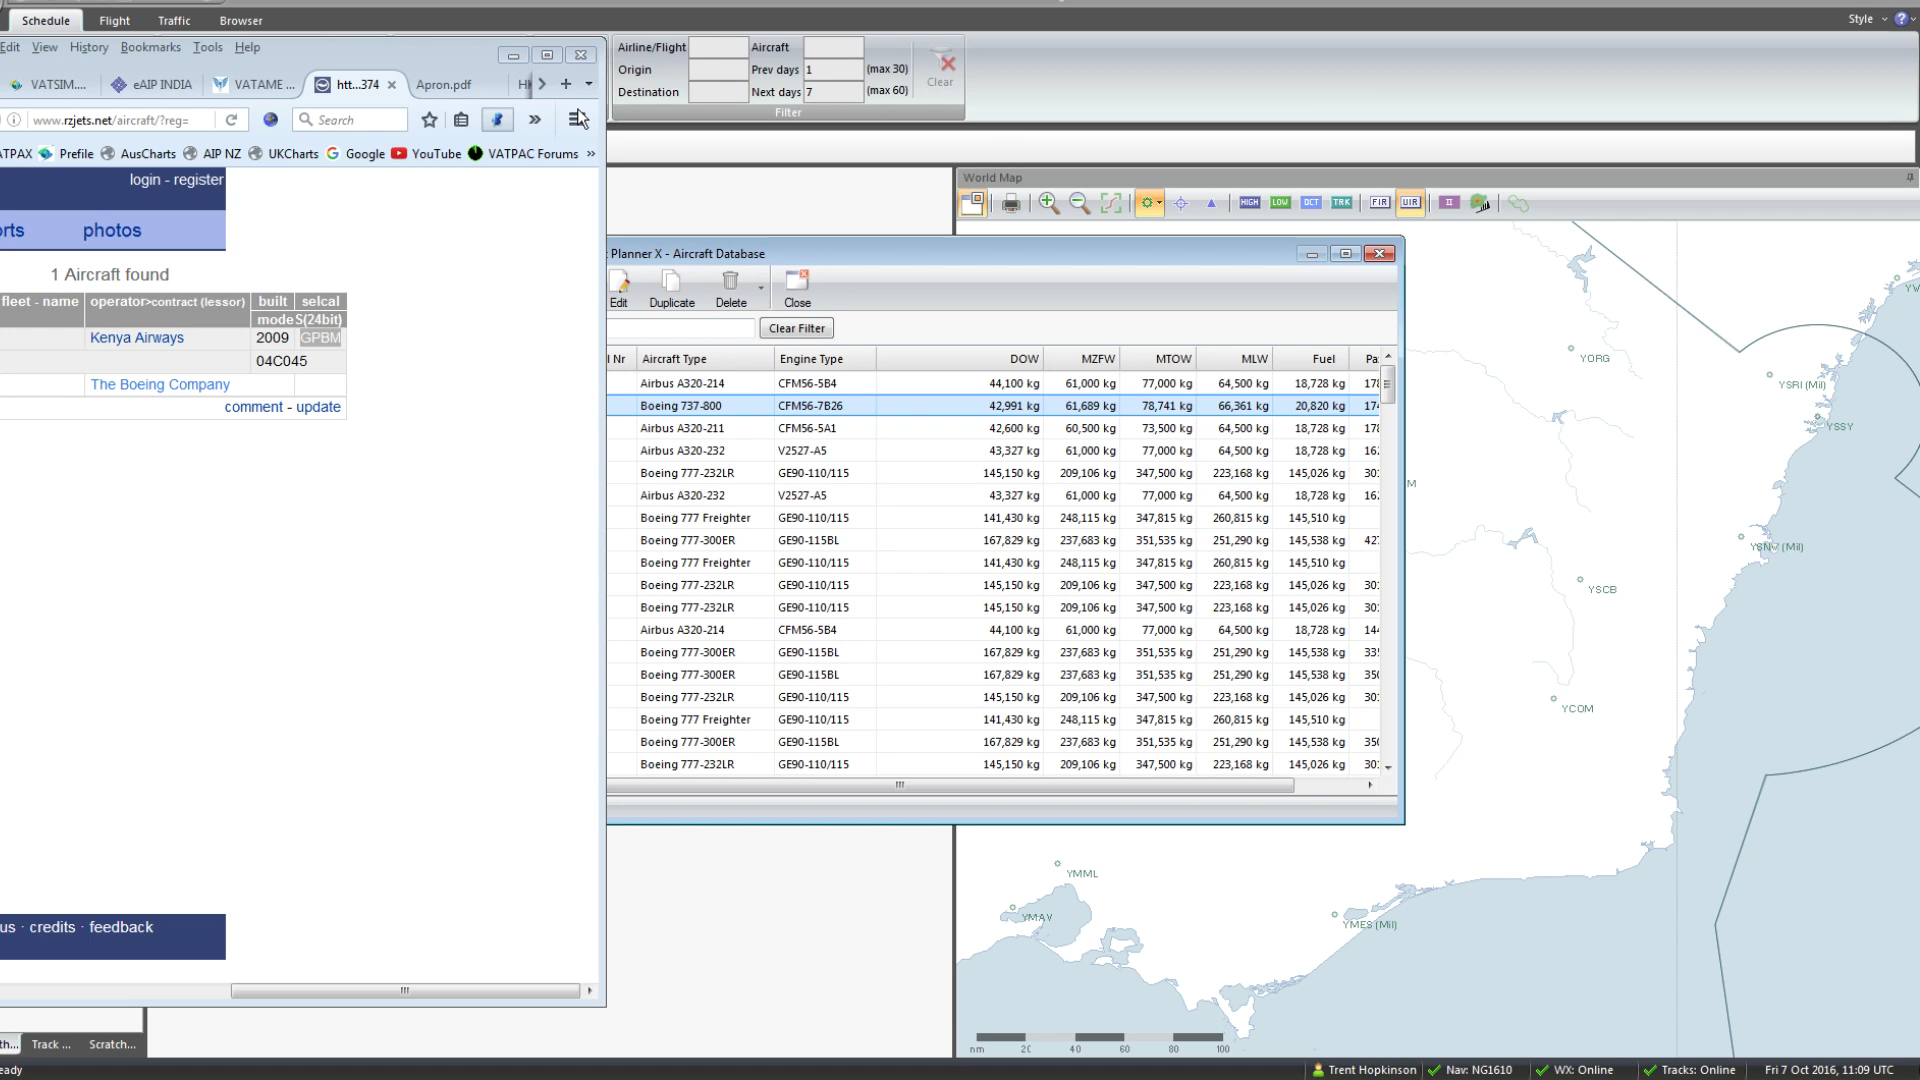 Schedule Flight Traffic Browser Style
Edit View History Bookmarks Tools Help
VATSIM.... eAIP INDIA VATAME ... htt...374 Apron.pdf
www.rzjets.net/aircraft/?reg= Search
TPAX Prefile AusCharts AIP NZ UKCharts Google YouTube VATPAC Forums »
login - register
orts photos
1 Aircraft found
fleet - name operator>contract (lessor) built selcal
modeS(24bit)
Kenya Airways 2009 GPBM
04C045
The Boeing Company
comment - update
us · credits · feedback
th... Track ... Scratch...
eady
Airline/Flight Aircraft
Origin Prev days 1 (max 30)
Destination Next days 7 (max 60)
Clear
Filter
World Map
HIGH LOW OCT TRK FIR UIR
Planner X - Aircraft Database
Edit Duplicate Delete Close
Clear Filter
l Nr Aircraft Type Engine Type DOW MZFW MTOW MLW Fuel Pa
Airbus A320-214 CFM56-5B4 44,100 kg 61,000 kg 77,000 kg 64,500 kg 18,728 kg 178
Boeing 737-800 CFM56-7B26 42,991 kg 61,689 kg 78,741 kg 66,361 kg 20,820 kg 174
Airbus A320-211 CFM56-5A1 42,600 kg 60,500 kg 73,500 kg 64,500 kg 18,728 kg 178
Airbus A320-232 V2527-A5 43,327 kg 61,000 kg 77,000 kg 64,500 kg 18,728 kg 162
Boeing 777-232LR GE90-110/115 145,150 kg 209,106 kg 347,500 kg 223,168 kg 145,026 kg 301
Airbus A320-232 V2527-A5 43,327 kg 61,000 kg 77,000 kg 64,500 kg 18,728 kg 162
Boeing 777 Freighter GE90-110/115 141,430 kg 248,115 kg 347,815 kg 260,815 kg 145,510 kg
Boeing 777-300ER GE90-115BL 167,829 kg 237,683 kg 351,535 kg 251,290 kg 145,538 kg 427
Boeing 777 Freighter GE90-110/115 141,430 kg 248,115 kg 347,815 kg 260,815 kg 145,510 kg
Boeing 777-232LR GE90-110/115 145,150 kg 209,106 kg 347,500 kg 223,168 kg 145,026 kg 301
Boeing 777-232LR GE90-110/115 145,150 kg 209,106 kg 347,500 kg 223,168 kg 145,026 kg 301
Airbus A320-214 CFM56-5B4 44,100 kg 61,000 kg 77,000 kg 64,500 kg 18,728 kg 144
Boeing 777-300ER GE90-115BL 167,829 kg 237,683 kg 351,535 kg 251,290 kg 145,538 kg 335
Boeing 777-300ER GE90-115BL 167,829 kg 237,683 kg 351,535 kg 251,290 kg 145,538 kg 350
Boeing 777-232LR GE90-110/115 145,150 kg 209,106 kg 347,500 kg 223,168 kg 145,026 kg 301
Boeing 777 Freighter GE90-110/115 141,430 kg 248,115 kg 347,815 kg 260,815 kg 145,510 kg
Boeing 777-300ER GE90-115BL 167,829 kg 237,683 kg 351,535 kg 251,290 kg 145,538 kg 350
Boeing 777-232LR GE90-110/115 145,150 kg 209,106 kg 347,500 kg 223,168 kg 145,026 kg 301
YORG
YSRI (Mil)
YSSY
M
YSNW (Mil)
YSCB
YCOM
YMML
YMAV
YMES (Mil)
nm 20 40 60 80 100
Trent Hopkinson Nav: NG1610 WX: Online Tracks: Online Fri 7 Oct 2016, 11:09 UTC